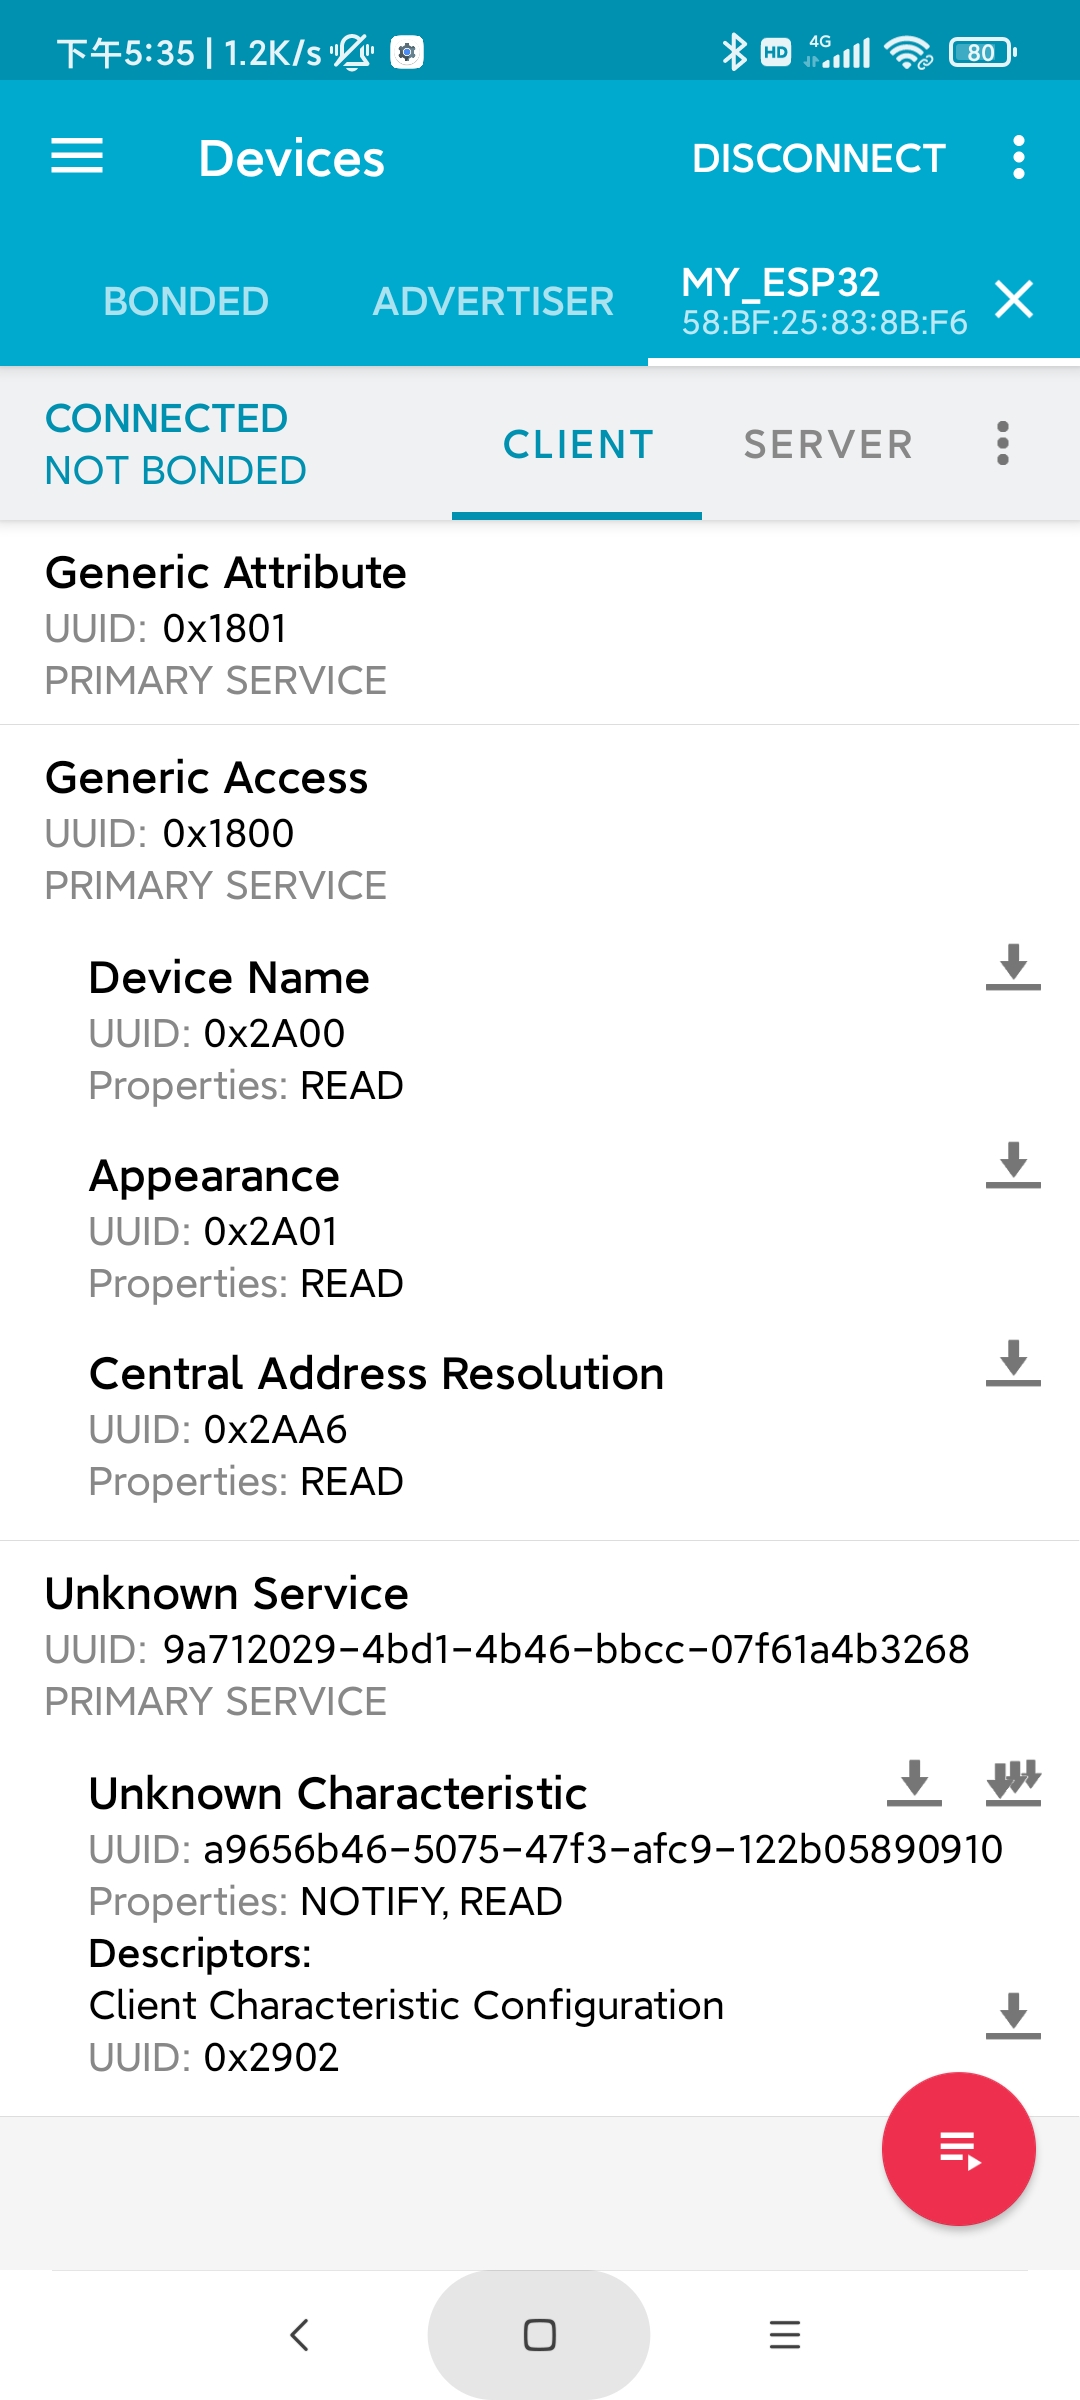 下午5:35 | 1.2K/s
HD 4G 80
Devices DISCONNECT
BONDED ADVERTISER MY_ESP32
58:BF:25:83:8B:F6
CONNECTED
NOT BONDED
CLIENT SERVER
Generic Attribute
UUID: 0x1801
PRIMARY SERVICE
Generic Access
UUID: 0x1800
PRIMARY SERVICE
Device Name
UUID: 0x2A00
Properties: READ
Appearance
UUID: 0x2A01
Properties: READ
Central Address Resolution
UUID: 0x2AA6
Properties: READ
Unknown Service
UUID: 9a712029-4bd1-4b46-bbcc-07f61a4b3268
PRIMARY SERVICE
Unknown Characteristic
UUID: a9656b46-5075-47f3-afc9-122b05890910
Properties: NOTIFY, READ
Descriptors:
Client Characteristic Configuration
UUID: 0x2902